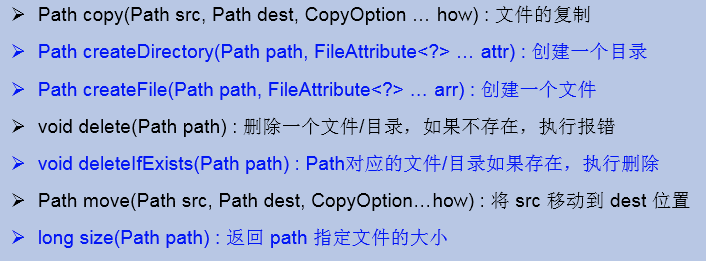 ➢ Path copy(Path src, Path dest, CopyOption … how) : 文件的复制
➢ Path createDirectory(Path path, FileAttribute<?> … attr) : 创建一个目录
➢ Path createFile(Path path, FileAttribute<?> … arr) : 创建一个文件
➢ void delete(Path path) : 删除一个文件/目录，如果不存在，执行报错
➢ void deleteIfExists(Path path) : Path对应的文件/目录如果存在，执行删除
➢ Path move(Path src, Path dest, CopyOption…how) : 将 src 移动到 dest 位置
➢ long size(Path path) : 返回 path 指定文件的大小